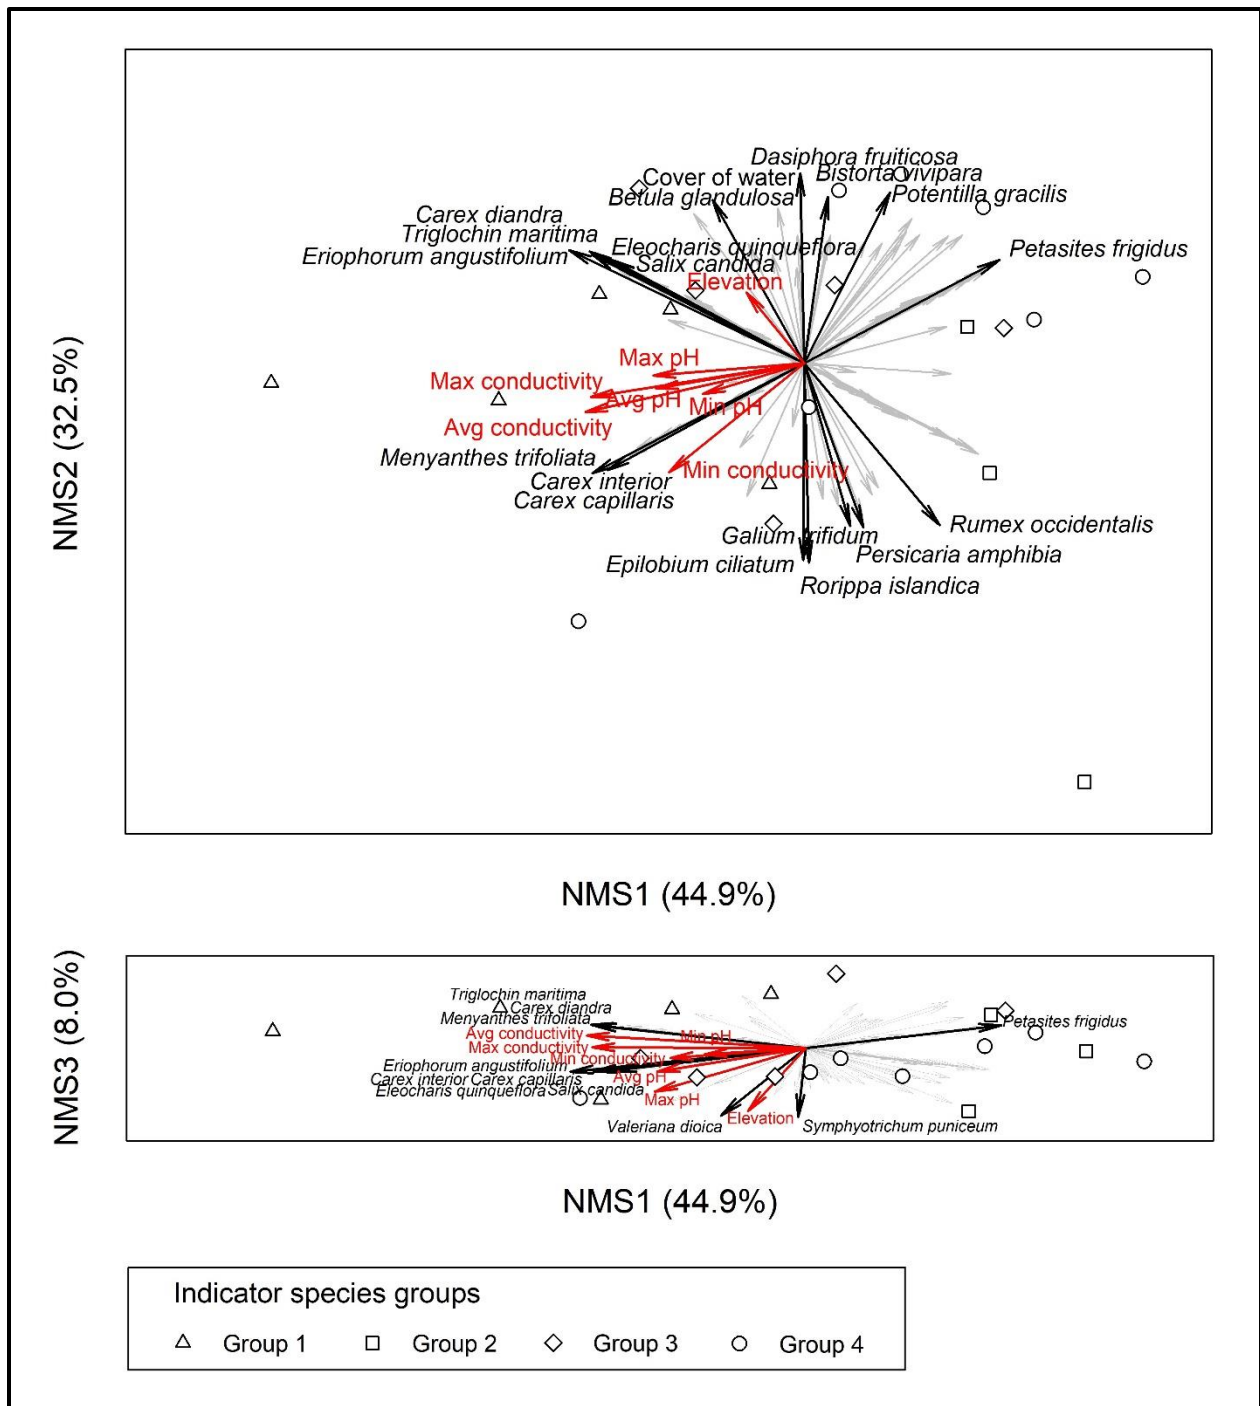 Dasiphora fruiticosa
Cover of water
Bistorta vivipara
Betula glandulosa
Potentilla gracilis
Carex diandra
Triglochin maritima
Eleocharis quinqueflora
Petasites frigidus
Eriophorum angustifolium
Salix candida
Elevation
Max pH
Max conductivity
Avg pH
Min pH
Avg conductivity
Menyanthes trifoliata
Min conductivity
Carex interior
Carex capillaris
Rumex occidentalis
Galium trifidum
Persicaria amphibia
Epilobium ciliatum
Rorippa islandica
NMS2 (32.5%)
NMS1 (44.9%)
Triglochin maritima
Carex diandra
Menyanthes trifoliata
Petasites frigidus
Avg conductivity
Min pH
Max conductivity
Min conductivity
Eriophorum angustifolium
Avg pH
Carex interior
Carex capillaris
Eleocharis quinqueflora
Salix candida
Max pH
Elevation
Valeriana dioica
Symphyotrichum puniceum
NMS3 (8.0%)
NMS1 (44.9%)
Indicator species groups
Group 1
Group 2
Group 3
Group 4